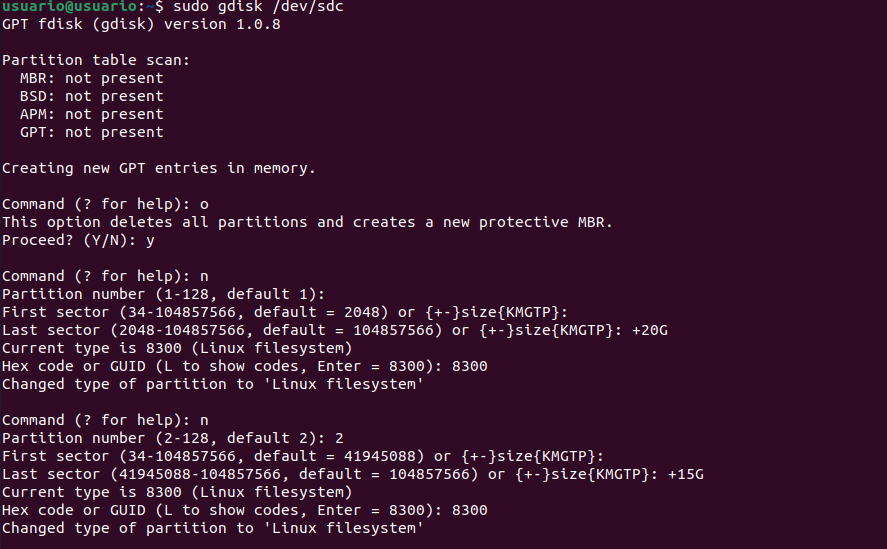 usuario@usuario:~$ sudo gdisk /dev/sdc
GPT fdisk (gdisk) version 1.0.8

Partition table scan:
  MBR: not present
  BSD: not present
  APM: not present
  GPT: not present

Creating new GPT entries in memory.

Command (? for help): o
This option deletes all partitions and creates a new protective MBR.
Proceed? (Y/N): y

Command (? for help): n
Partition number (1-128, default 1):
First sector (34-104857566, default = 2048) or {+-}size{KMGTP}:
Last sector (2048-104857566, default = 104857566) or {+-}size{KMGTP}: +20G
Current type is 8300 (Linux filesystem)
Hex code or GUID (L to show codes, Enter = 8300): 8300
Changed type of partition to 'Linux filesystem'

Command (? for help): n
Partition number (2-128, default 2): 2
First sector (34-104857566, default = 41945088) or {+-}size{KMGTP}:
Last sector (41945088-104857566, default = 104857566) or {+-}size{KMGTP}: +15G
Current type is 8300 (Linux filesystem)
Hex code or GUID (L to show codes, Enter = 8300): 8300
Changed type of partition to 'Linux filesystem'